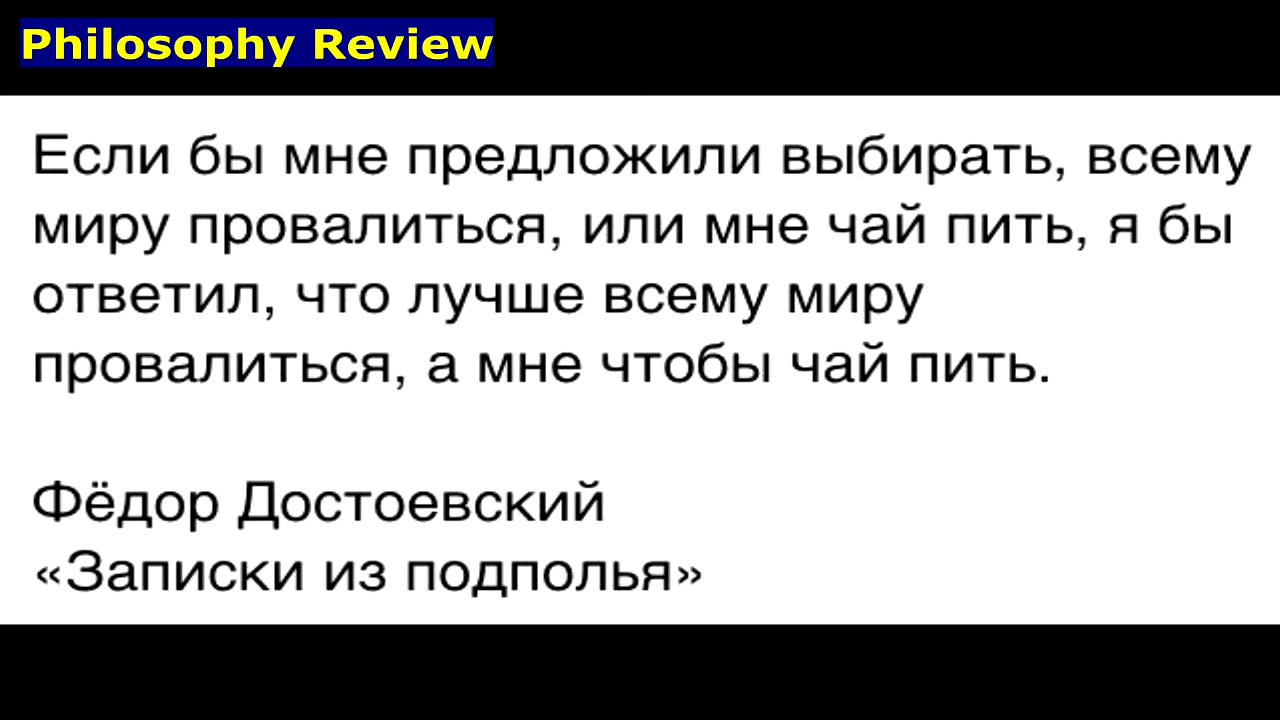 Philosophy Review
Если бы мне предложили выбирать, всему
миру провалиться, или мне чай пить, я бы
ответил, что лучше всему миру
провалиться, а мне чтобы чай пить.
Фёдор Достоевский
«Записки из подполья»